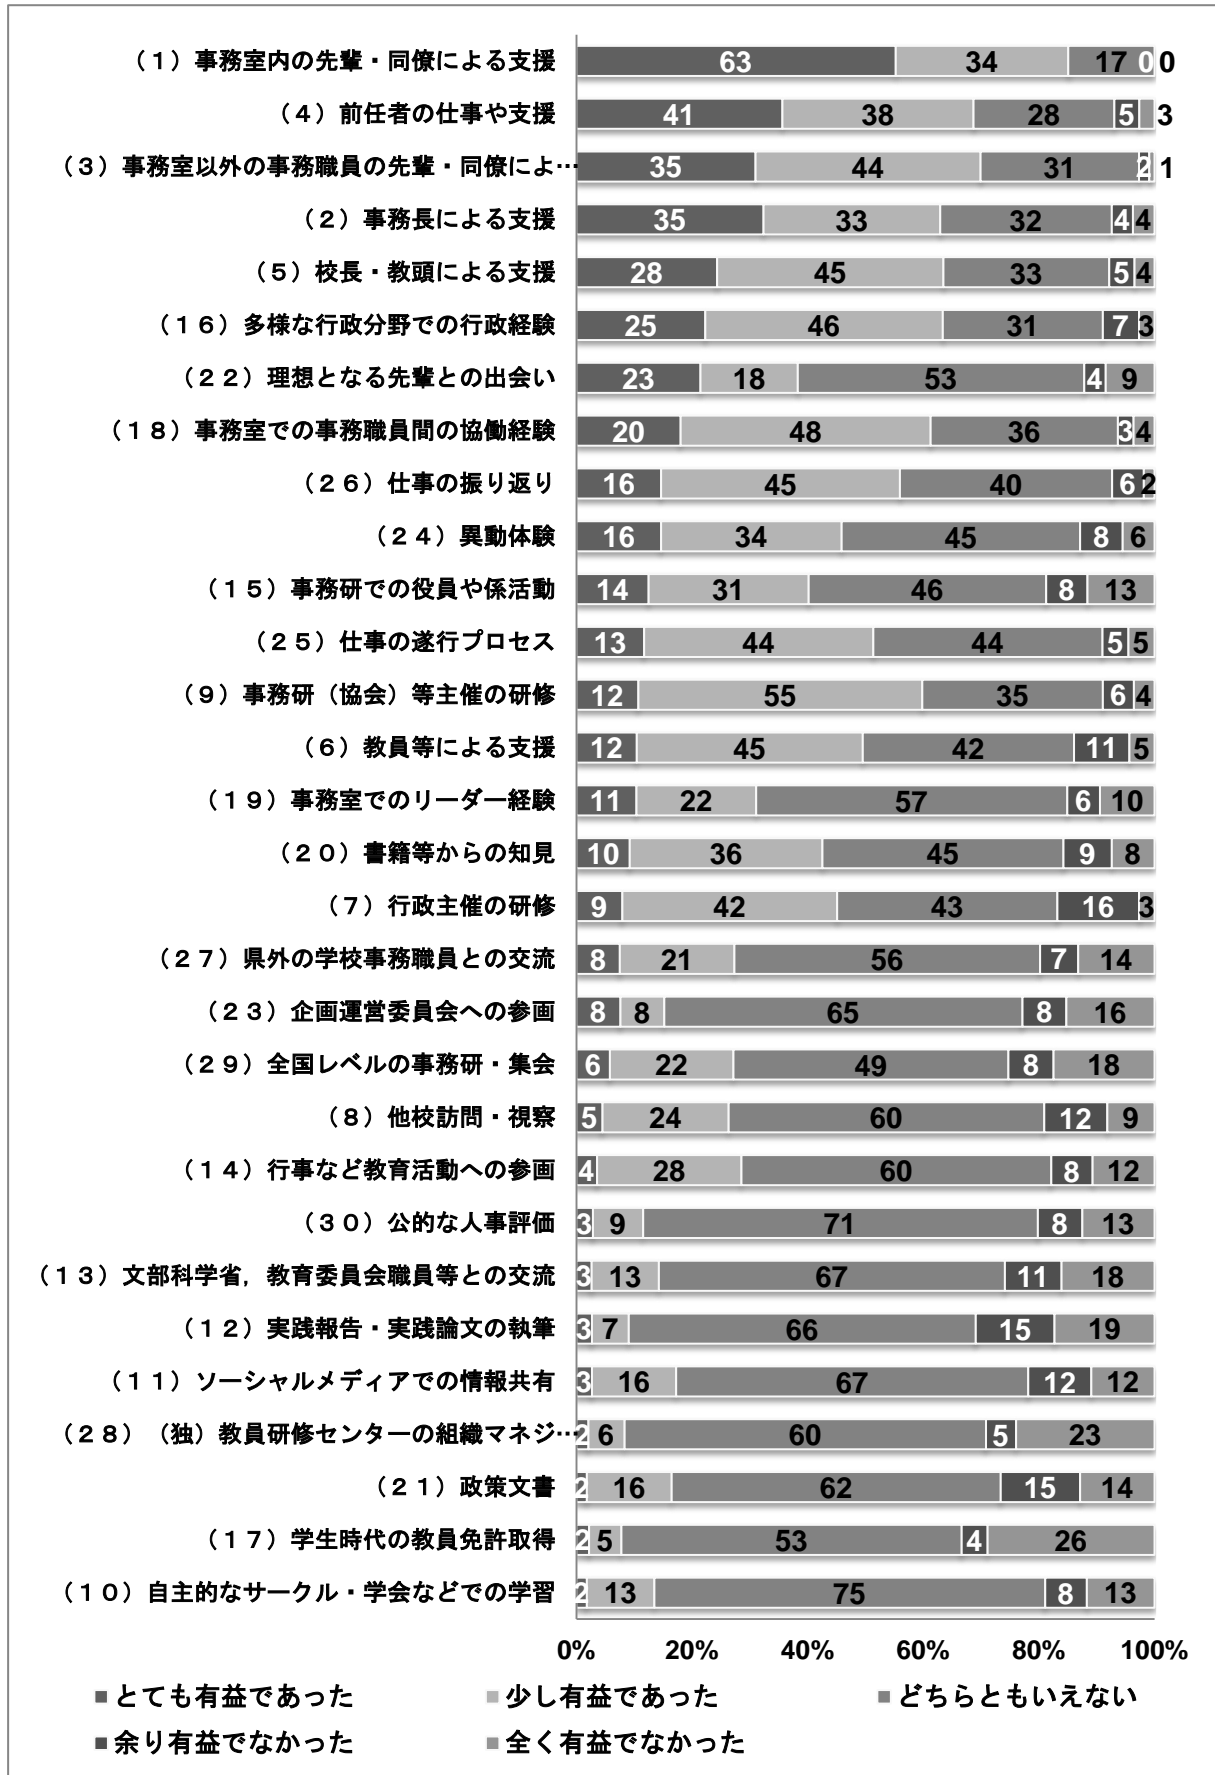 （１）事務室内の先輩・同僚による支援 63 34 17 0 0
（４）前任者の仕事や支援 41 38 28 5 3
（３）事務室以外の事務職員の先輩・同僚によ… 35 44 31 2 1
（２）事務長による支援 35 33 32 4 4
（５）校長・教頭による支援 28 45 33 5 4
（１６）多様な行政分野での行政経験 25 46 31 7 3
（２２）理想となる先輩との出会い 23 18 53 4 9
（１８）事務室での事務職員間の協働経験 20 48 36 3 4
（２６）仕事の振り返り 16 45 40 6 2
（２４）異動体験 16 34 45 8 6
（１５）事務研での役員や係活動 14 31 46 8 13
（２５）仕事の遂行プロセス 13 44 44 5 5
（９）事務研（協会）等主催の研修 12 55 35 6 4
（６）教員等による支援 12 45 42 11 5
（１９）事務室でのリーダー経験 11 22 57 6 10
（２０）書籍等からの知見 10 36 45 9 8
（７）行政主催の研修 9 42 43 16 3
（２７）県外の学校事務職員との交流 8 21 56 7 14
（２３）企画運営委員会への参画 8 8 65 8 16
（２９）全国レベルの事務研・集会 6 22 49 8 18
（８）他校訪問・視察 5 24 60 12 9
（１４）行事など教育活動への参画 4 28 60 8 12
（３０）公的な人事評価 3 9 71 8 13
（１３）文部科学省，教育委員会職員等との交流 3 13 67 11 18
（１２）実践報告・実践論文の執筆 3 7 66 15 19
（１１）ソーシャルメディアでの情報共有 3 16 67 12 12
（２８）（独）教員研修センターの組織マネジ… 2 6 60 5 23
（２１）政策文書 2 16 62 15 14
（１７）学生時代の教員免許取得 2 5 53 4 26
（１０）自主的なサークル・学会などでの学習 2 13 75 8 13
0% 20% 40% 60% 80% 100%
とても有益であった 少し有益であった どちらともいえない
余り有益でなかった 全く有益でなかった